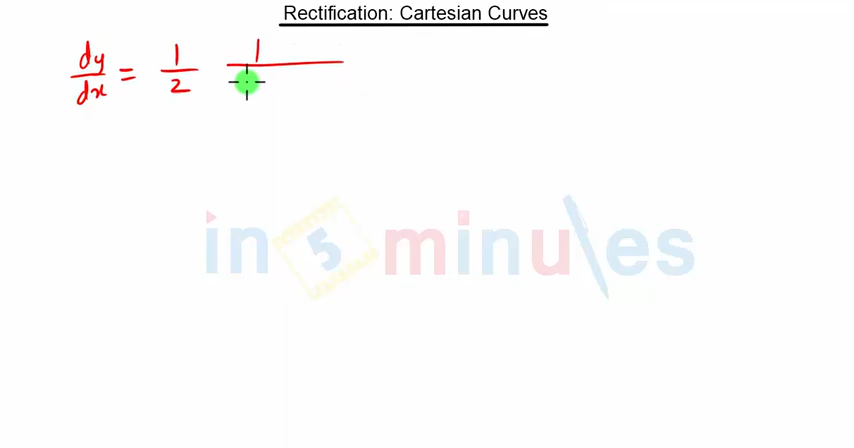 Rectification: Cartesian Curves
dy/dx = 1/2 1/
in 5 minutes